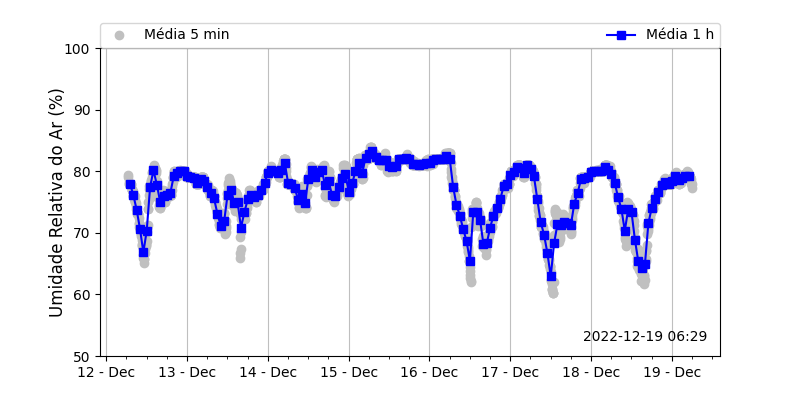 Média 5 min Média 1 h
100
90
80
70
60
50
Umidade Relativa do Ar (%)
2022-12-19 06:29
12 - Dec 13 - Dec 14 - Dec 15 - Dec 16 - Dec 17 - Dec 18 - Dec 19 - Dec